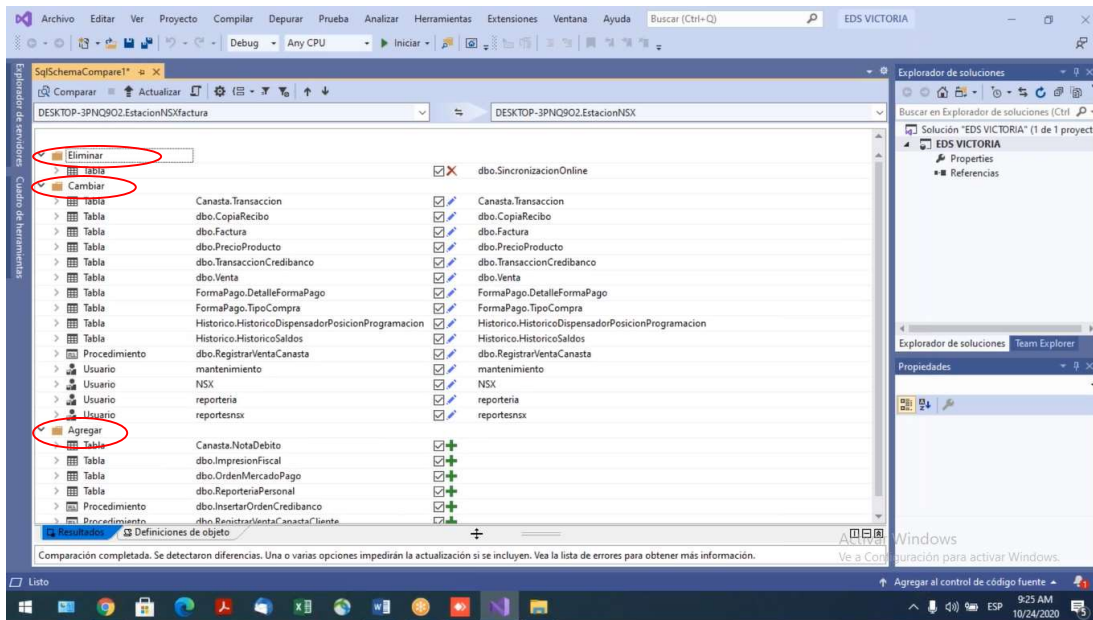 Archivo Editar Ver Proyecto Compilar Depurar Prueba Analizar Herramientas Extensiones Ventana Ayuda Buscar (Ctrl+Q) EDS VICTORIA
Debug Any CPU Iniciar
Explorador de servidores
Cuadro de herramientas
SqlSchemaCompare1*
Comparar Actualizar
DESKTOP-3PNQ9O2.EstacionNSXfactura DESKTOP-3PNQ9O2.EstacionNSX
Eliminar
Tabla dbo.SincronizacionOnline
Cambiar
Tabla Canasta.Transaccion Canasta.Transaccion
Tabla dbo.CopiaRecibo dbo.CopiaRecibo
Tabla dbo.Factura dbo.Factura
Tabla dbo.PrecioProducto dbo.PrecioProducto
Tabla dbo.TransaccionCredibanco dbo.TransaccionCredibanco
Tabla dbo.Venta dbo.Venta
Tabla FormaPago.DetalleFormaPago FormaPago.DetalleFormaPago
Tabla FormaPago.TipoCompra FormaPago.TipoCompra
Tabla Historico.HistoricoDispensadorPosicionProgramacion Historico.HistoricoDispensadorPosicionProgramacion
Tabla Historico.HistoricoSaldos Historico.HistoricoSaldos
Procedimiento dbo.RegistrarVentaCanasta dbo.RegistrarVentaCanasta
Usuario mantenimiento mantenimiento
Usuario NSX NSX
Usuario reporteria reporteria
Usuario reportesnsx reportesnsx
Agregar
Tabla Canasta.NotaDebito
Tabla dbo.ImpresionFiscal
Tabla dbo.OrdenMercadoPago
Tabla dbo.ReporteriaPersonal
Procedimiento dbo.InsertarOrdenCredibanco
Procedimiento dbo.RegistrarVentaCanastaCliente
Resultados Definiciones de objeto
Comparación completada. Se detectaron diferencias. Una o varias opciones impedirán la actualización si se incluyen. Vea la lista de errores para obtener más información.
Explorador de soluciones
Buscar en Explorador de soluciones (Ctrl
Solución "EDS VICTORIA" (1 de 1 proyect
EDS VICTORIA
Properties
Referencias
Explorador de soluciones Team Explorer
Propiedades
Activar Windows
Ve a Configuración para activar Windows.
Listo Agregar al control de código fuente
ESP 9:25 AM
10/24/2020